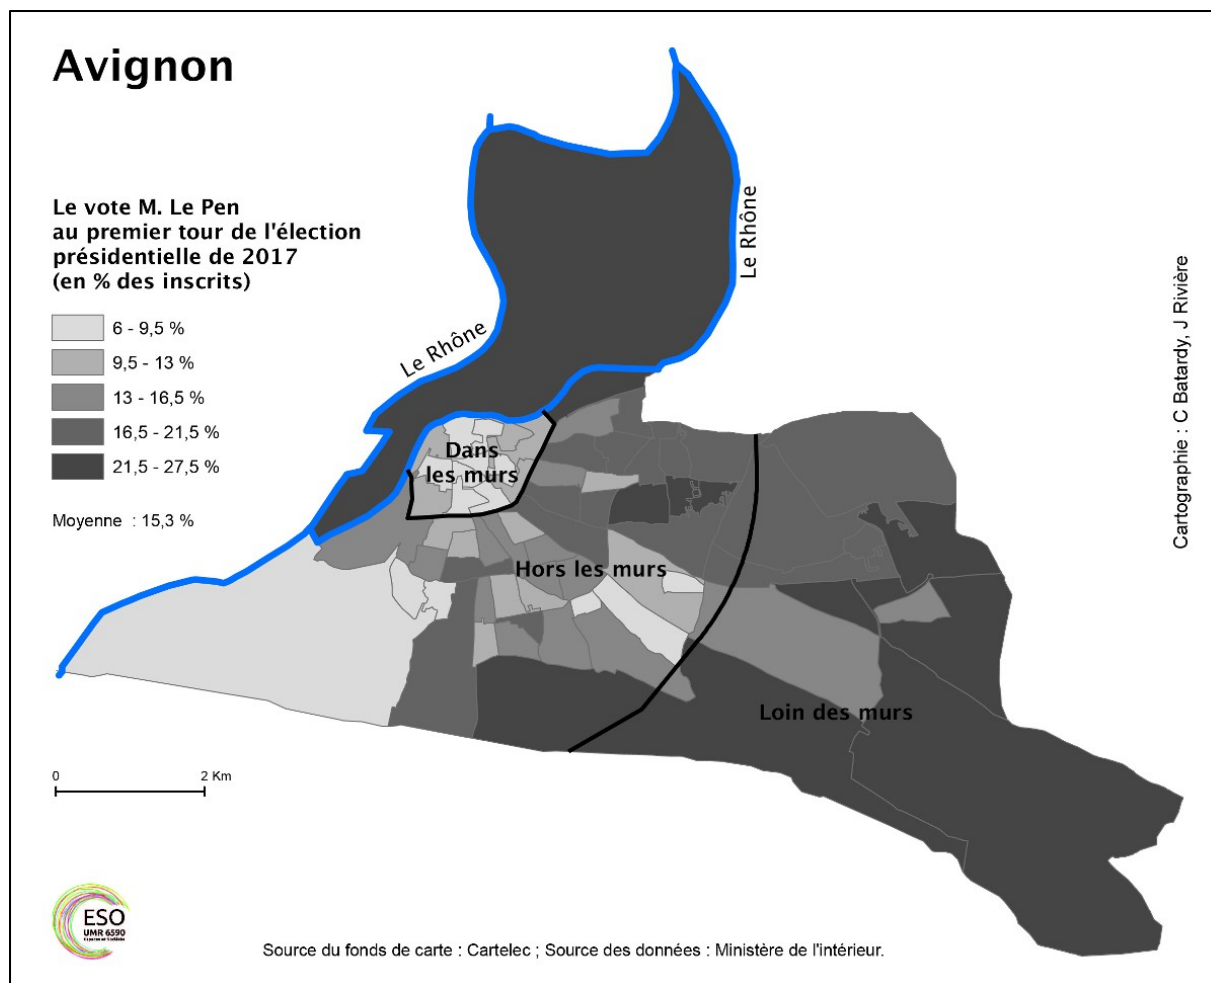 Avignon
Le vote M. Le Pen
au premier tour de l'élection
présidentielle de 2017
(en % des inscrits)
6 - 9,5 %
9,5 - 13 %
13 - 16,5 %
16,5 - 21,5 %
21,5 - 27,5 %
Moyenne : 15,3 %
Le Rhône
Le Rhône
Dans
les murs
Hors les murs
Loin des murs
Cartographie : C Batardy, J Rivière
0 2 Km
ESO
UMR 6590
Source du fonds de carte : Cartelec ; Source des données : Ministère de l'intérieur.